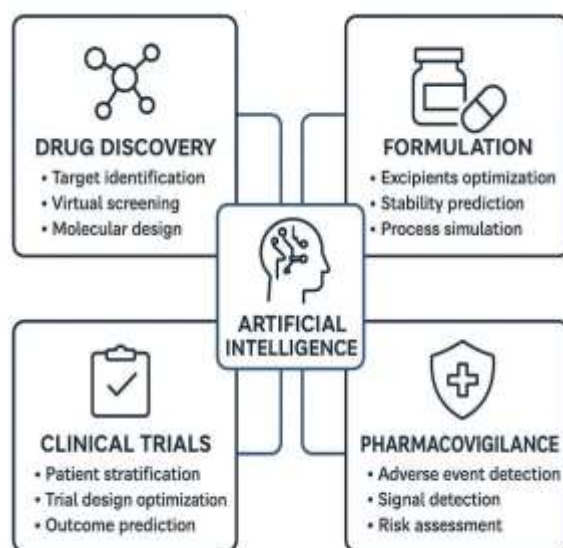 DRUG DISCOVERY
• Target identification
• Virtual screening
• Molecular design
FORMULATION
• Excipients optimization
• Stability prediction
• Process simulation
ARTIFICIAL
INTELLIGENCE
CLINICAL TRIALS
• Patient stratification
• Trial design optimization
• Outcome prediction
PHARMACOVIGILANCE
• Adverse event detection
• Signal detection
• Risk assessment